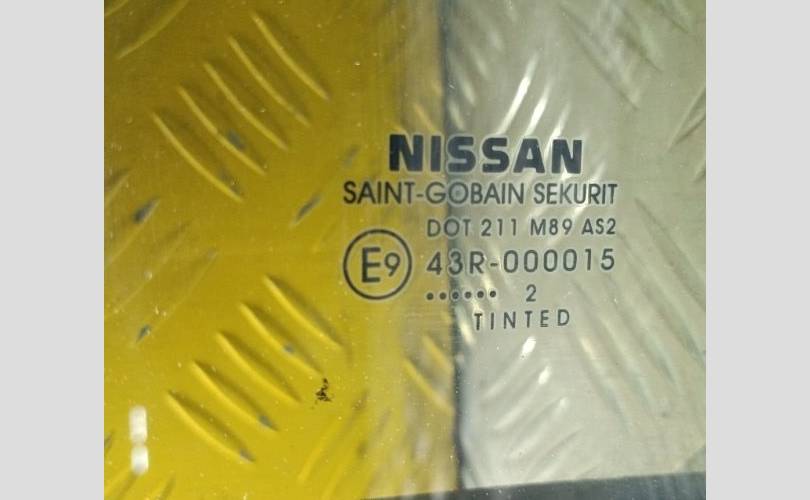 NISSAN
SAINT-GOBAIN SEKURIT
DOT 211 M89 AS2
E9 43R-000015
...... 2
TINTED